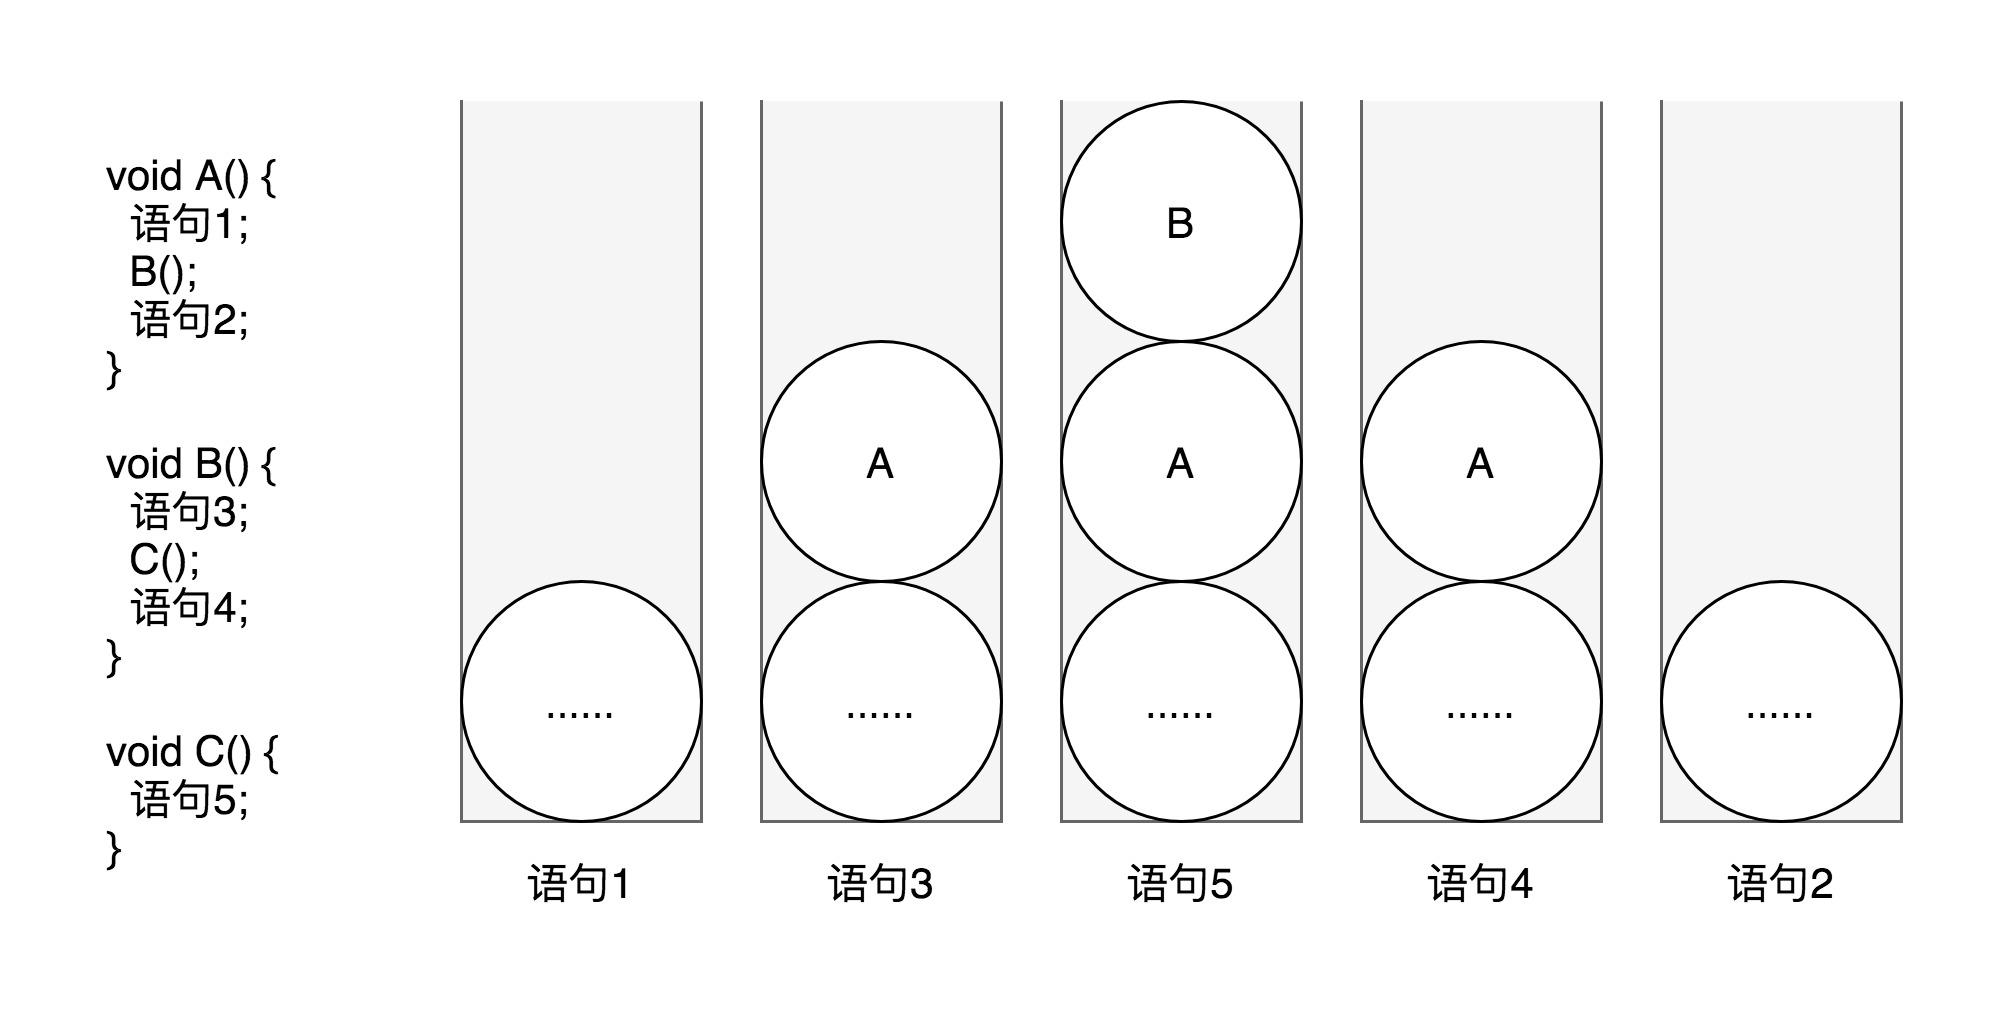 void A() {
语句1;
B();
语句2;
}
void B() {
语句3;
C();
语句4;
}
void C() {
语句5;
}
B
A
A
A
......
......
......
......
......
语句1
语句3
语句5
语句4
语句2